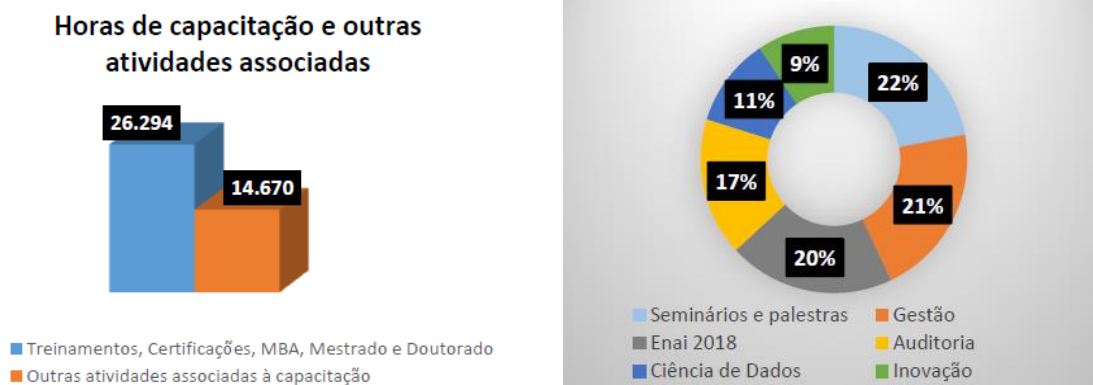 Horas de capacitação e outras
atividades associadas
26.294
14.670
Treinamentos, Certificações, MBA, Mestrado e Doutorado
Outras atividades associadas à capacitação
9%
22%
11%
17%
21%
20%
Seminários e palestras
Gestão
Enai 2018
Auditoria
Ciência de Dados
Inovação